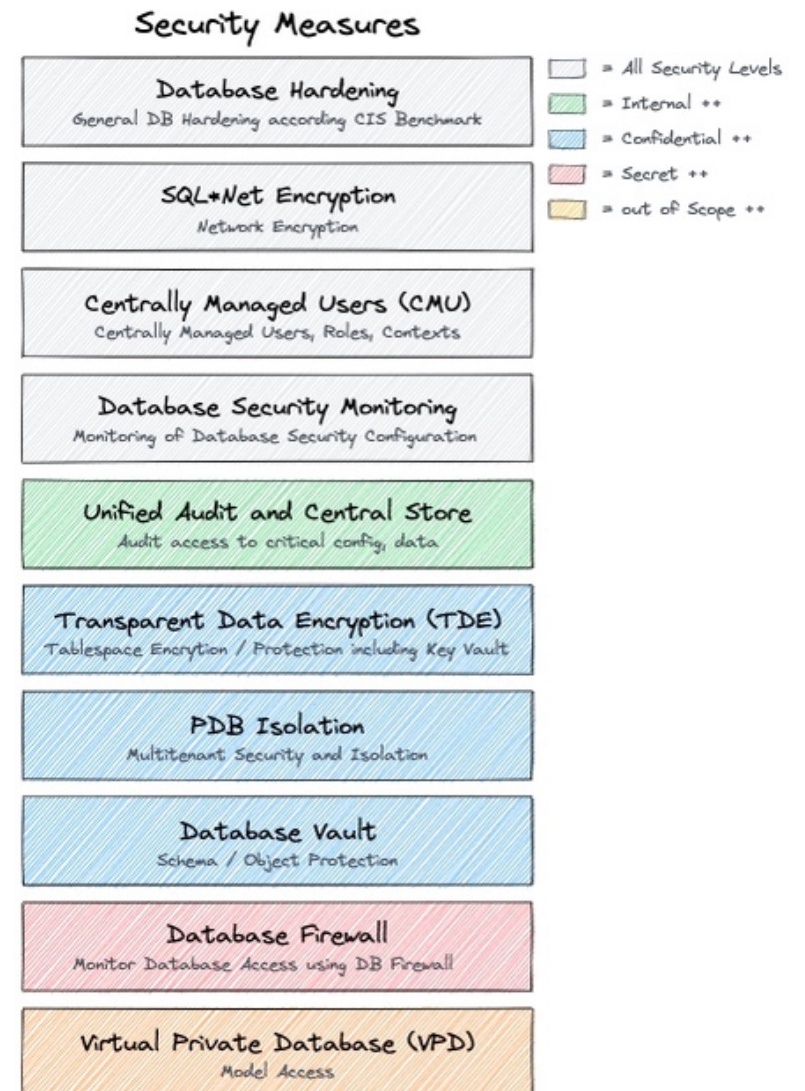 Security Measures
Database Hardening
General DB Hardening according CIS Benchmark
SQL*Net Encryption
Network Encryption
Centrally Managed Users (CMU)
Centrally Managed Users, Roles, Contexts
Database Security Monitoring
Monitoring of Database Security Configuration
Unified Audit and Central Store
Audit access to critical config, data
Transparent Data Encryption (TDE)
Tablespace Encrytion / Protection including Key Vault
PDB Isolation
Multitenant Security and Isolation
Database Vault
Schema / Object Protection
Database Firewall
Monitor Database Access using DB Firewall
Virtual Private Database (VPD)
Model Access
= All Security Levels
= Internal ++
= Confidential ++
= Secret ++
= out of Scope ++